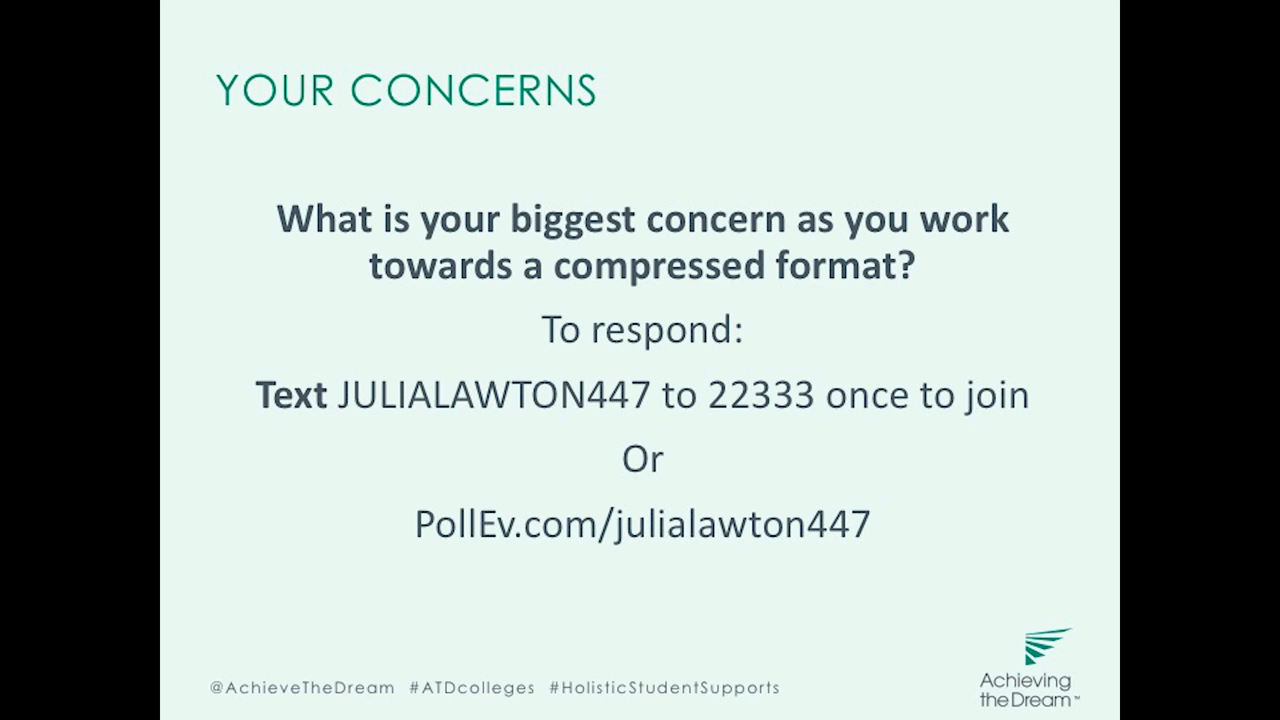 YOUR CONCERNS
What is your biggest concern as you work
towards a compressed format?
To respond:
Text JULIALAWTON447 to 22333 once to join
Or
PollEv.com/julialawton447
@AchieveTheDream #ATDcolleges #HolisticStudentSupports
Achieving
the Dream™